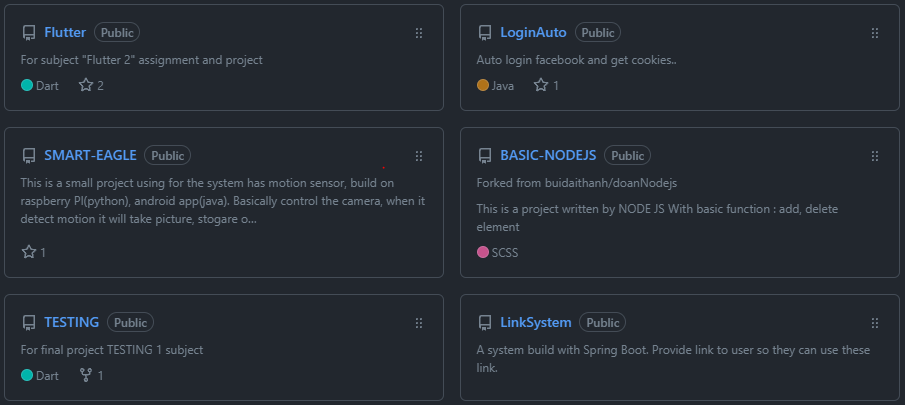 Flutter Public
For subject "Flutter 2" assignment and project
Dart 2
LoginAuto Public
Auto login facebook and get cookies..
Java 1
SMART-EAGLE Public
This is a small project using for the system has motion sensor, build on
raspberry PI(python), android app(java). Basically control the camera, when it
detect motion it will take picture, stogare o...
1
BASIC-NODEJS Public
Forked from buidaithanh/doanNodejs
This is a project written by NODE JS With basic function : add, delete
element
SCSS
TESTING Public
For final project TESTING 1 subject
Dart 1
LinkSystem Public
A system build with Spring Boot. Provide link to user so they can use these
link.